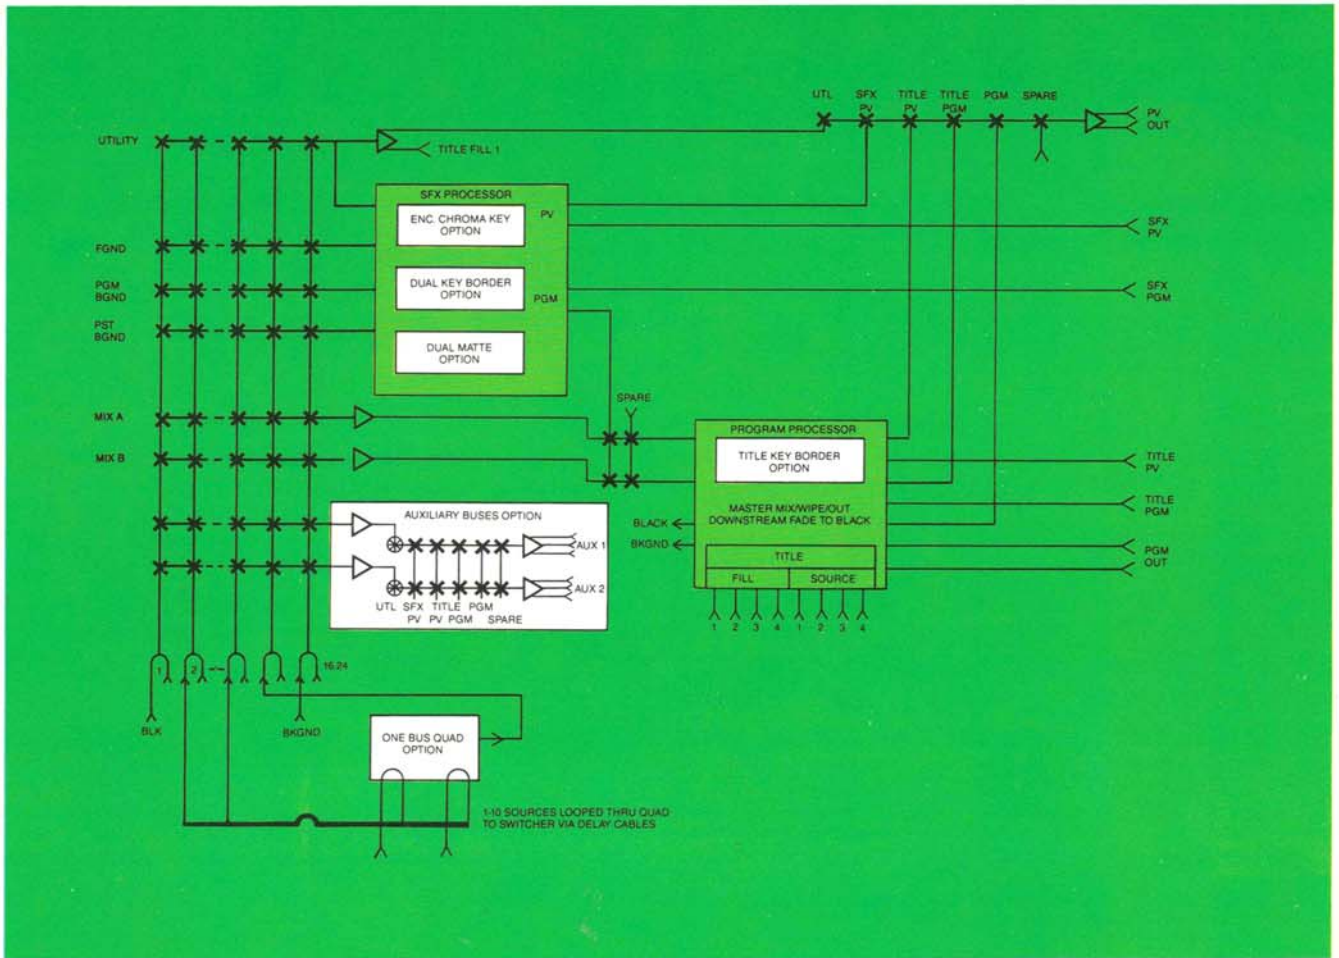 UTL SFX PV TITLE PV TITLE PGM PGM SPARE
PV OUT
UTILITY
TITLE FILL 1
SFX PROCESSOR
ENC. CHROMA KEY
OPTION
PV
SFX
PV
FGND
PGM
BGND
DUAL KEY BORDER
OPTION
PGM
SFX
PGM
PST
BGND
DUAL MATTE
OPTION
SPARE
MIX A
MIX B
PROGRAM PROCESSOR
TITLE KEY BORDER
OPTION
TITLE
PV
MASTER MIX/WIPE/OUT
DOWNSTREAM FADE TO BLACK
TITLE
PGM
BLACK
BKGND
PGM
OUT
TITLE
FILL SOURCE
1 2 3 4 1 2 3 4
AUXILIARY BUSES OPTION
AUX 1
AUX 2
UTL SFX TITLE PGM
PV PV PGM SPARE
1 2 16.24
BLK
BKGND
ONE BUS QUAD
OPTION
1-10 SOURCES LOOPED THRU QUAD
TO SWITCHER VIA DELAY CABLES